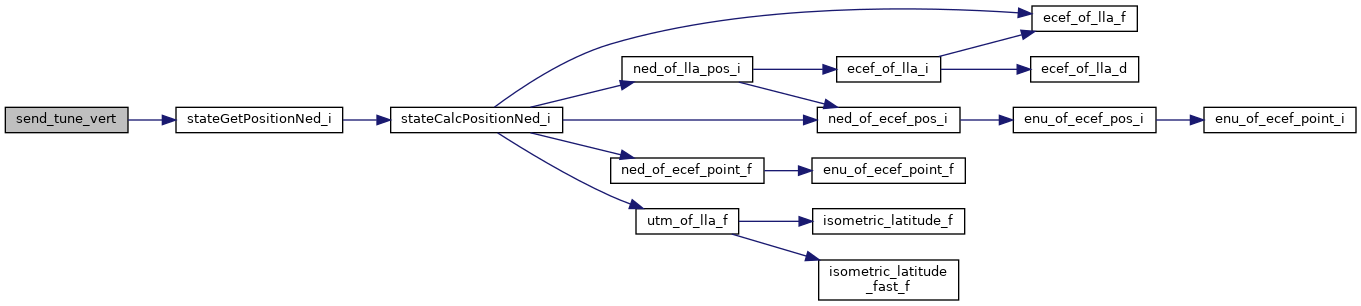 ecef_of_lla_f
ned_of_lla_pos_i
ecef_of_lla_i
ecef_of_lla_d
send_tune_vert
stateGetPositionNed_i
stateCalcPositionNed_i
ned_of_ecef_pos_i
enu_of_ecef_pos_i
enu_of_ecef_point_i
ned_of_ecef_point_f
enu_of_ecef_point_f
utm_of_lla_f
isometric_latitude_f
isometric_latitude
_fast_f